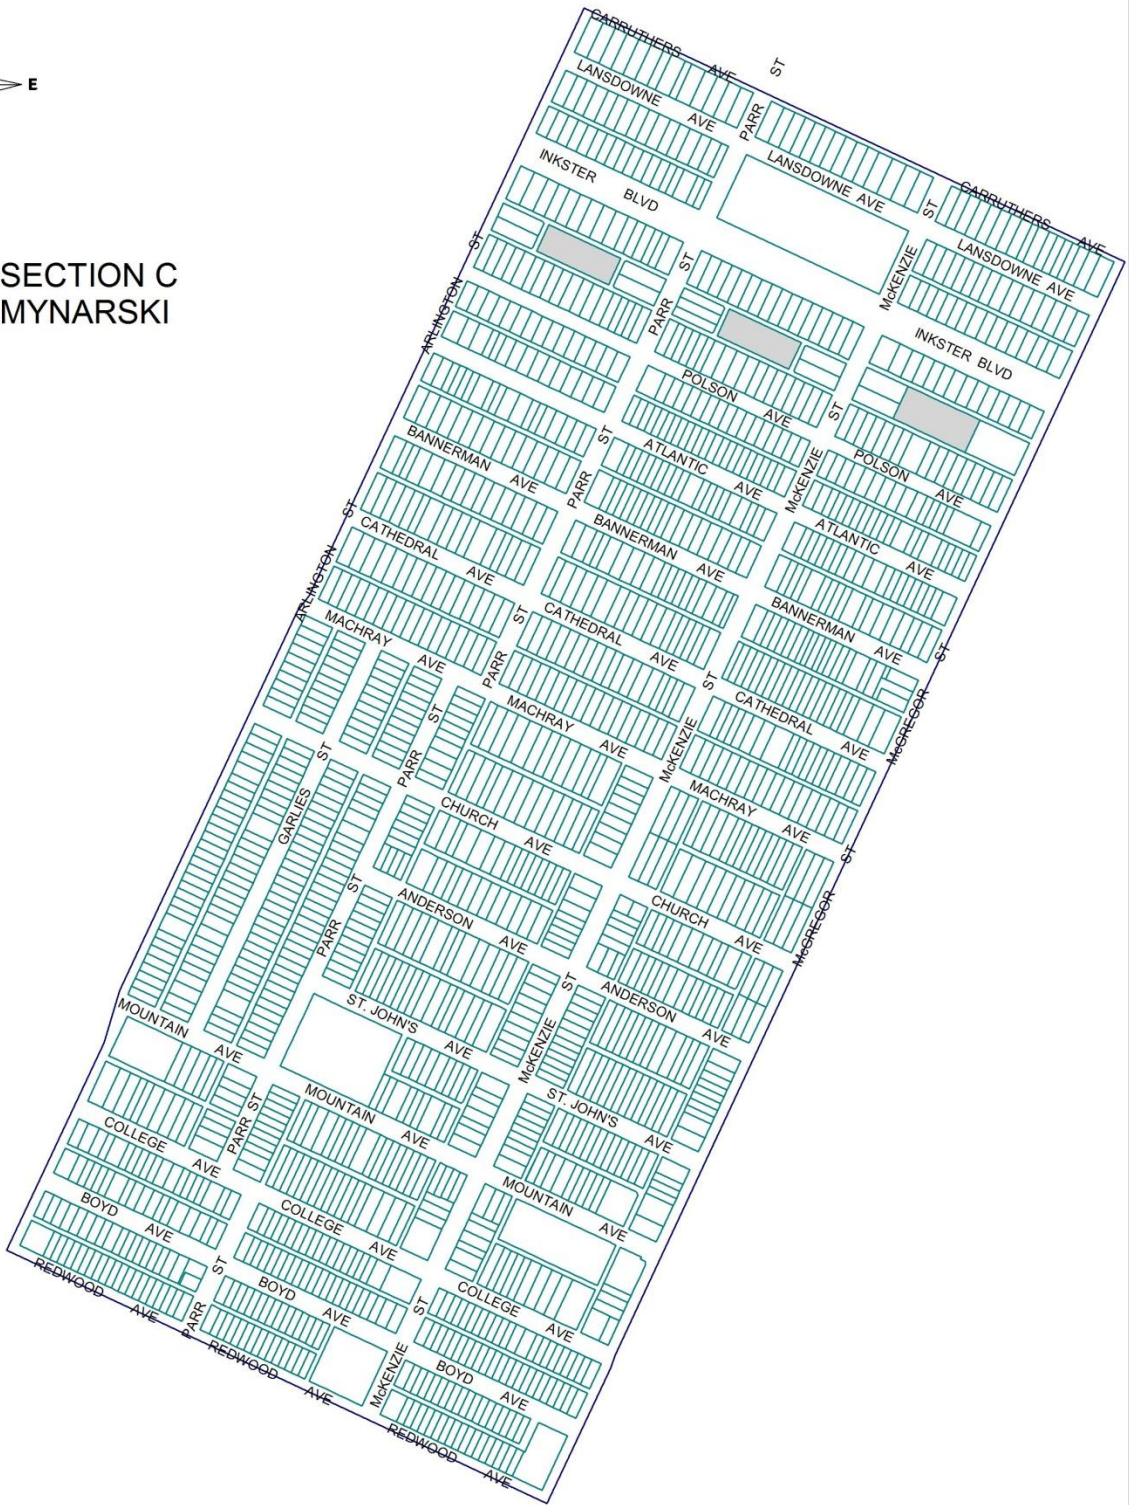 CARRUTHERS AVE
ST
E
LANSDOWNE AVE
PARR
LANSDOWNE AVE
CARRUTHERS AVE
ST
INKSTER BLVD
LANSDOWNE AVE
McKENZIE
ST
SECTION C
MYNARSKI
ST
ARLINGTON
PARR
INKSTER BLVD
POLSON AVE
ST
ST
ATLANTIC AVE
POLSON AVE
McKENZIE
BANNERMAN AVE
PARR
ST
BANNERMAN AVE
ATLANTIC AVE
CATHEDRAL AVE
ARLINGTON
ST
CATHEDRAL AVE
BANNERMAN AVE
ST
MACHRAY AVE
PARR
ST
CATHEDRAL AVE
McGREGOR
ST
MACHRAY AVE
McKENZIE
ST
PARR
MACHRAY AVE
GARLIES
CHURCH AVE
ST
ST
ANDERSON AVE
CHURCH AVE
McGREGOR
PARR
ST
ANDERSON AVE
MOUNTAIN AVE
ST. JOHN'S AVE
McKENZIE
ST
PARR
MOUNTAIN AVE
ST. JOHN'S AVE
COLLEGE AVE
MOUNTAIN AVE
BOYD AVE
COLLEGE AVE
ST
BOYD AVE
ST
COLLEGE AVE
REDWOOD AVE
PARR
REDWOOD AVE
McKENZIE
BOYD AVE
REDWOOD AVE